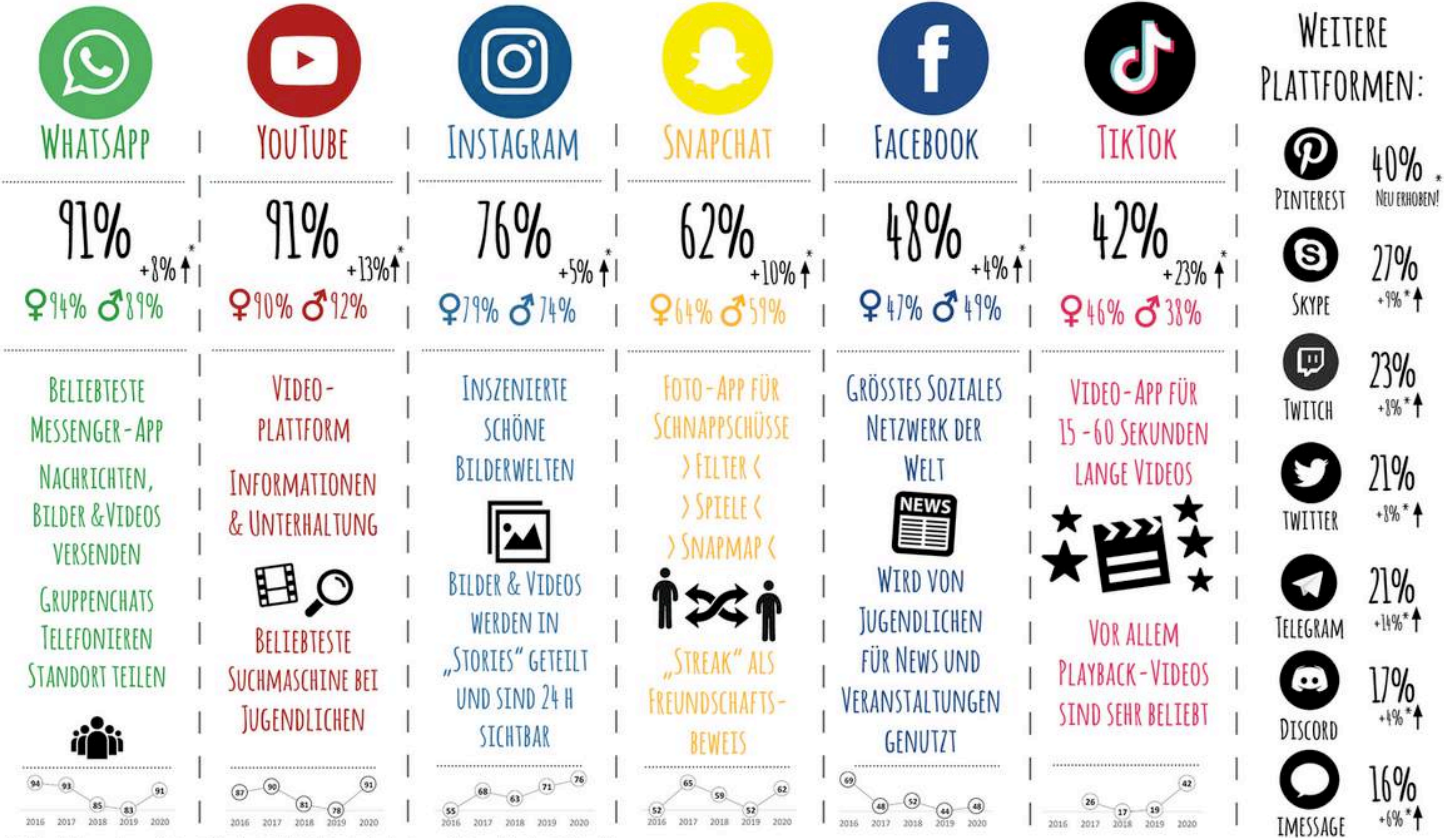 WHATSAPP
91%
+8% *
94% 89%
BELIEBTESTE
MESSENGER-APP
NACHRICHTEN,
BILDER & VIDEOS
VERSENDEN
GRUPPENCHATS
TELEFONIEREN
STANDORT TEILEN
94 93 85 83 91
2016 2017 2018 2019 2020
YOUTUBE
91%
+13% *
90% 92%
VIDEO-
PLATTFORM
INFORMATIONEN
& UNTERHALTUNG
BELIEBTESTE
SUCHMASCHINE BEI
JUGENDLICHEN
87 90 81 78 91
2016 2017 2018 2019 2020
INSTAGRAM
76%
+5% *
79% 74%
INSZENIERTE
SCHÖNE
BILDERWELTEN
BILDER & VIDEOS
WERDEN IN
„STORIES“ GETEILT
UND SIND 24 H
SICHTBAR
55 68 63 71 76
2016 2017 2018 2019 2020
SNAPCHAT
62%
+10% *
64% 59%
FOTO-APP FÜR
SCHNAPPSCHÜSSE
> FILTER <
> SPIELE <
> SNAPMAP <
„STREAK“ ALS
FREUNDSCHAFTS-
BEWEIS
52 65 59 52 62
2016 2017 2018 2019 2020
FACEBOOK
48%
+4% *
47% 49%
GRÖSSTES SOZIALES
NETZWERK DER
WELT
NEWS
WIRD VON
JUGENDLICHEN
FÜR NEWS UND
VERANSTALTUNGEN
GENUTZT
69 48 52 44 48
2016 2017 2018 2019 2020
TIKTOK
42%
+23% *
46% 38%
VIDEO-APP FÜR
15 -60 SEKUNDEN
LANGE VIDEOS
VOR ALLEM
PLAYBACK-VIDEOS
SIND SEHR BELIEBT
26 17 19 42
2016 2017 2018 2019 2020
WEITERE
PLATTFORMEN:
PINTEREST
40% *
NEU ERHOBEN!
SKYPE
27%
+9% *
TWITCH
23%
+8% *
TWITTER
21%
+8% *
TELEGRAM
21%
+14% *
DISCORD
17%
+4% *
IMESSAGE
16%
+6% *